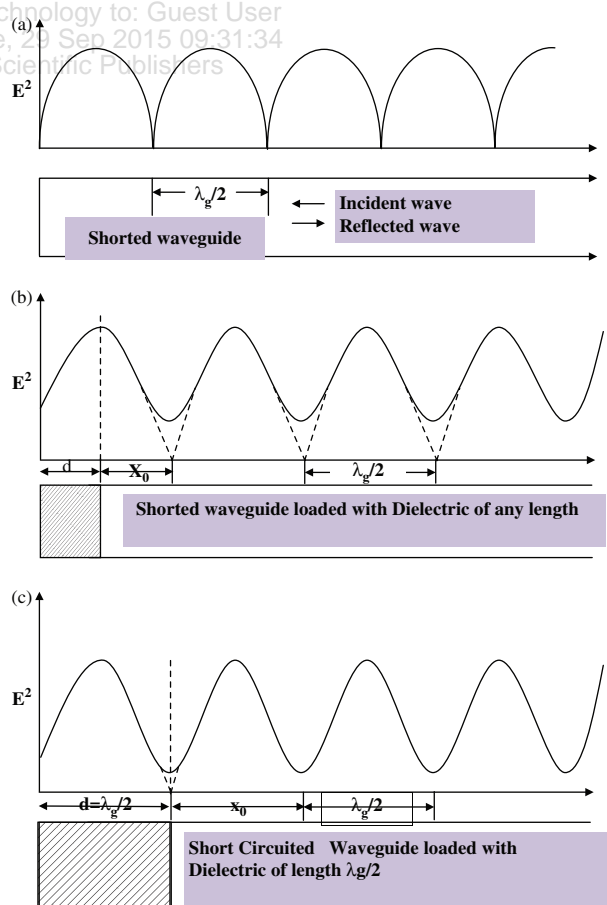 chnology to: Guest User
(a)
e, 29 Sep 2015 09:31:34
Scientific Publishers
E²
λg/2
Incident wave
Reflected wave
Shorted waveguide
(b)
E²
d
X₀
λg/2
Shorted waveguide loaded with Dielectric of any length
(c)
E²
d=λg/2
x₀
λg/2
Short Circuited Waveguide loaded with
Dielectric of length λg/2